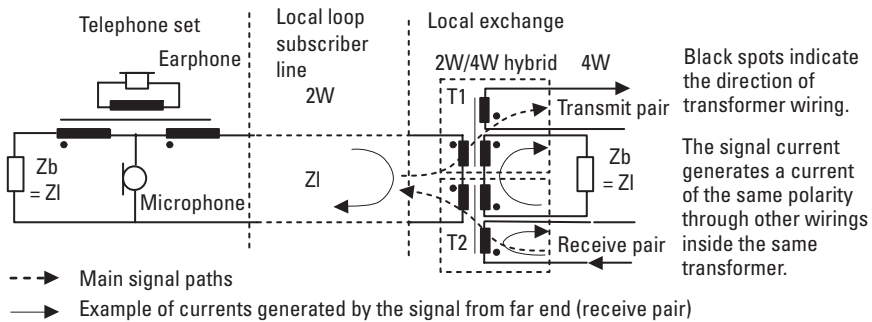 Telephone set
Earphone
Zb
= Zl
Microphone
Local loop
subscriber
line
2W
Zl
Local exchange
2W/4W hybrid
4W
T1
Transmit pair
Zb
= Zl
T2
Receive pair
Black spots indicate
the direction of
transformer wiring.
The signal current
generates a current
of the same polarity
through other wirings
inside the same
transformer.
Main signal paths
Example of currents generated by the signal from far end (receive pair)